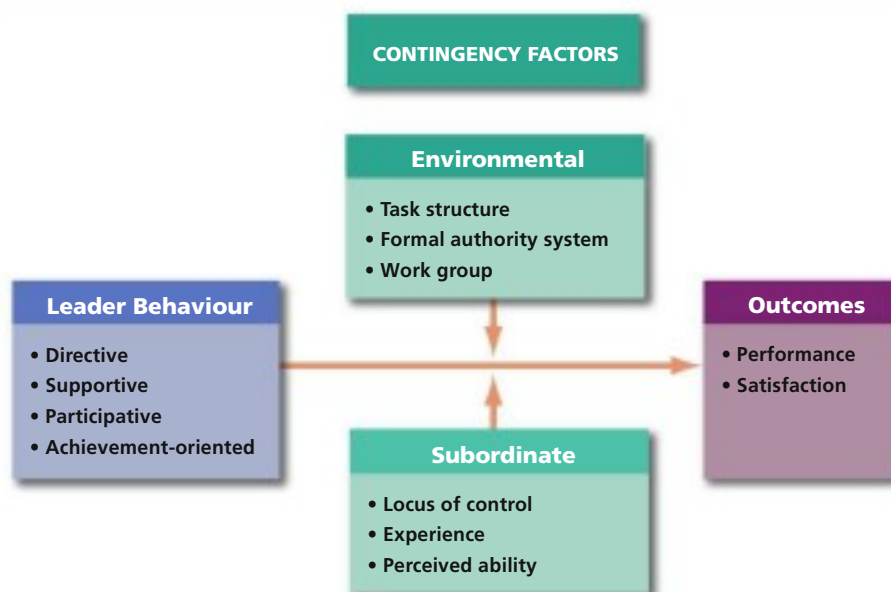 CONTINGENCY FACTORS
Environmental
• Task structure
• Formal authority system
• Work group
Leader Behaviour
• Directive
• Supportive
• Participative
• Achievement-oriented
Outcomes
• Performance
• Satisfaction
Subordinate
• Locus of control
• Experience
• Perceived ability